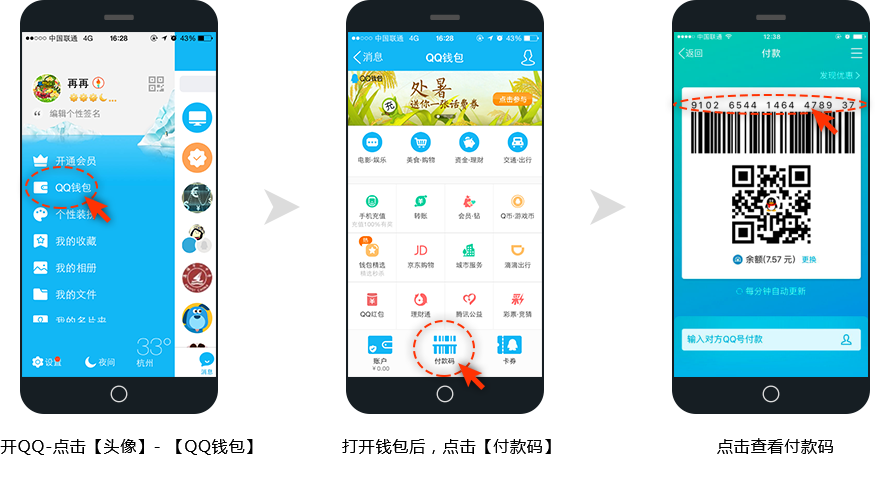 ●●○○○ 中国联通 4G 16:28 43%
再再
编辑个性签名
开通会员
QQ钱包
个性装扮
我的收藏
我的相册
我的文件
我的名片夹
设置
夜间
33°
杭州
消息
开QQ-点击【头像】- 【QQ钱包】
●●○○○ 中国联通 4G 16:28 43%
消息 QQ钱包
QQ钱包
处暑
充 送你一张话费券
点击参与
电影·娱乐 美食·购物 资金·理财 交通·出行
手机充值 转账 会员·钻 Q币·游戏币
充值100%有奖
热
钱包精选 JD 京东购物 城市服务 滴滴出行
精选秒杀
QQ红包 理财通 腾讯公益 彩票·竞猜
账户 付款码 卡券
￥0.00
打开钱包后，点击【付款码】
中国联通 12:38
返回 付款
发现优惠
9102 6544 1464 4789 37
余额(7.57 元) 更换
每分钟自动更新
输入对方QQ号付款
点击查看付款码